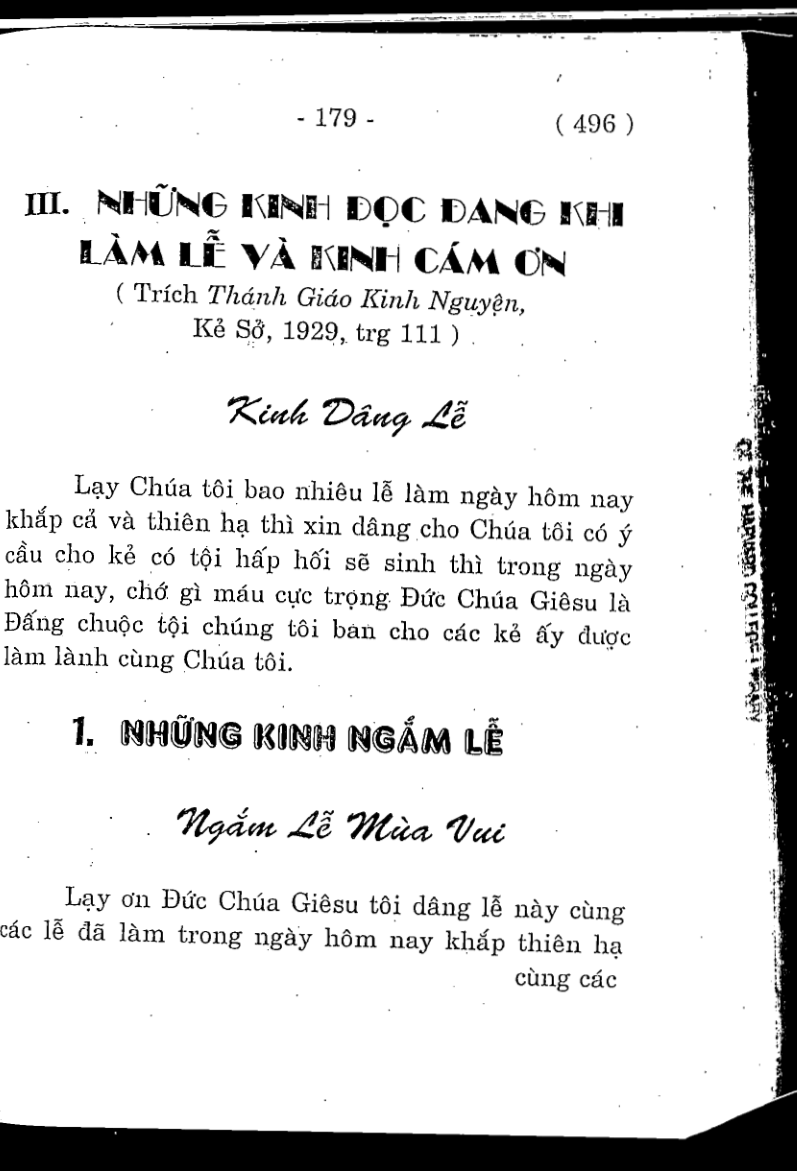 - 179 -
( 496 )
III. NHỮNG KINH ĐỌC ĐANG KHI
LÀM LỄ VÀ KINH CÁM ƠN
( Trích Thánh Giáo Kinh Nguyện,
Kẻ Sở, 1929, trg 111 )
Kinh Dâng Lễ
Lạy Chúa tôi bao nhiêu lễ làm ngày hôm nay
khắp cả và thiên hạ thì xin dâng cho Chúa tôi có ý
cầu cho kẻ có tội hấp hối sẽ sinh thì trong ngày
hôm nay, chớ gì máu cực trọng Đức Chúa Giêsu là
Đấng chuộc tội chúng tôi ban cho các kẻ ấy được
làm lành cùng Chúa tôi.
1. NHỮNG KINH NGẮM LỄ
Ngắm Lễ Mùa Vui
Lạy ơn Đức Chúa Giêsu tôi dâng lễ này cùng
các lễ đã làm trong ngày hôm nay khắp thiên hạ
cùng các